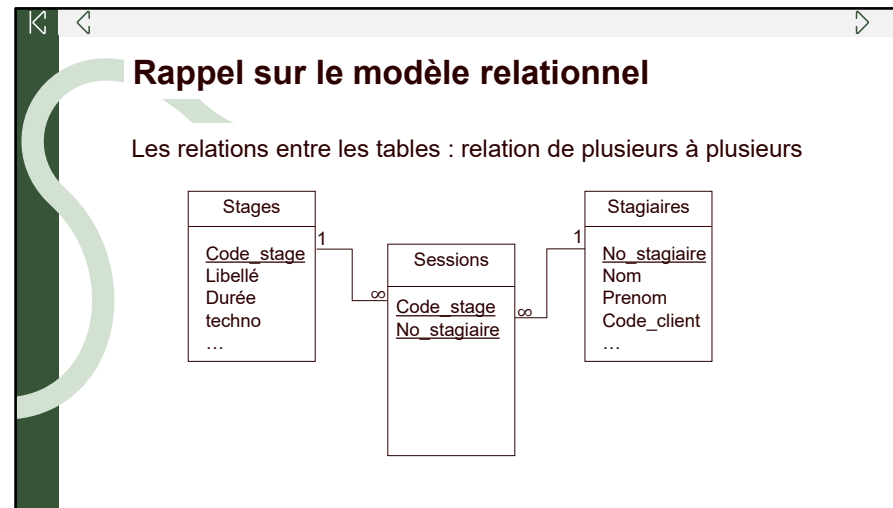 Rappel sur le modèle relationnel
Les relations entre les tables : relation de plusieurs à plusieurs
Stages
Code_stage
Libellé
Durée
techno
…
1
∞
Sessions
Code_stage
No_stagiaire
∞
1
Stagiaires
No_stagiaire
Nom
Prenom
Code_client
…